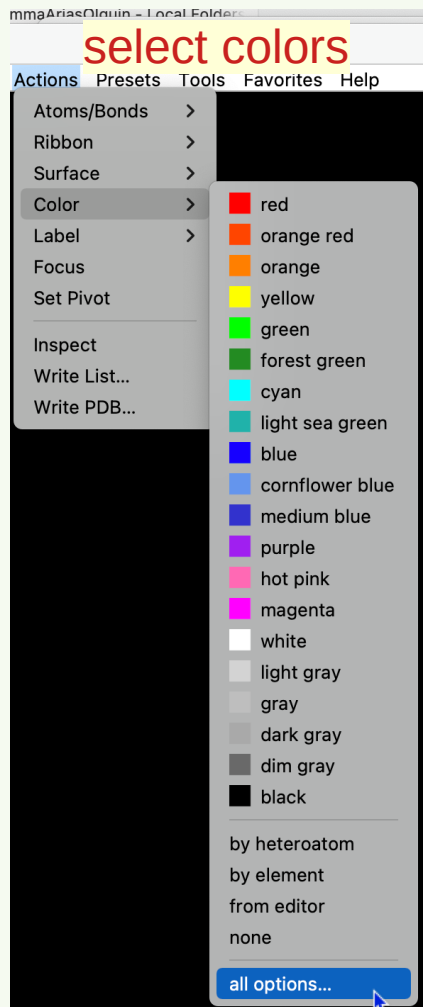 mmaAriasOlguin - Local Folders
select colors
Actions Presets Tools Favorites Help
Atoms/Bonds
Ribbon
Surface
Color
Label
Focus
Set Pivot
Inspect
Write List...
Write PDB...
red
orange red
orange
yellow
green
forest green
cyan
light sea green
blue
cornflower blue
medium blue
purple
hot pink
magenta
white
light gray
gray
dark gray
dim gray
black
by heteroatom
by element
from editor
none
all options...